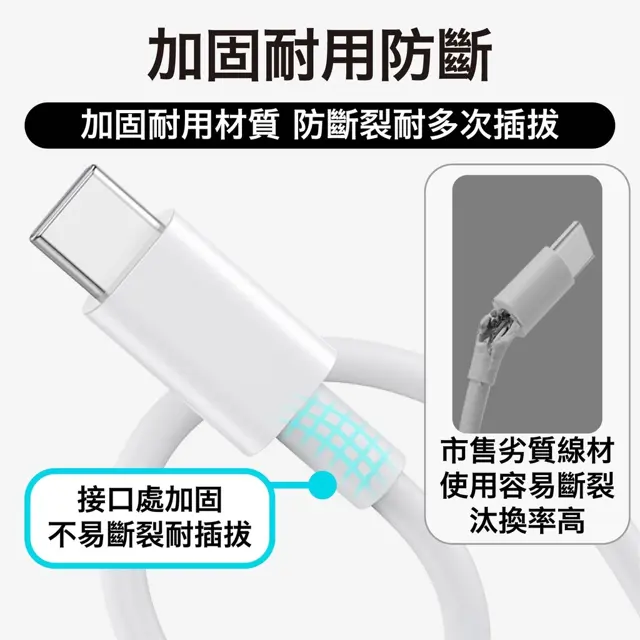 加固耐用防斷
加固耐用材質 防斷裂耐多次插拔
接口處加固
不易斷裂耐插拔
市售劣質線材
使用容易斷裂
汰換率高